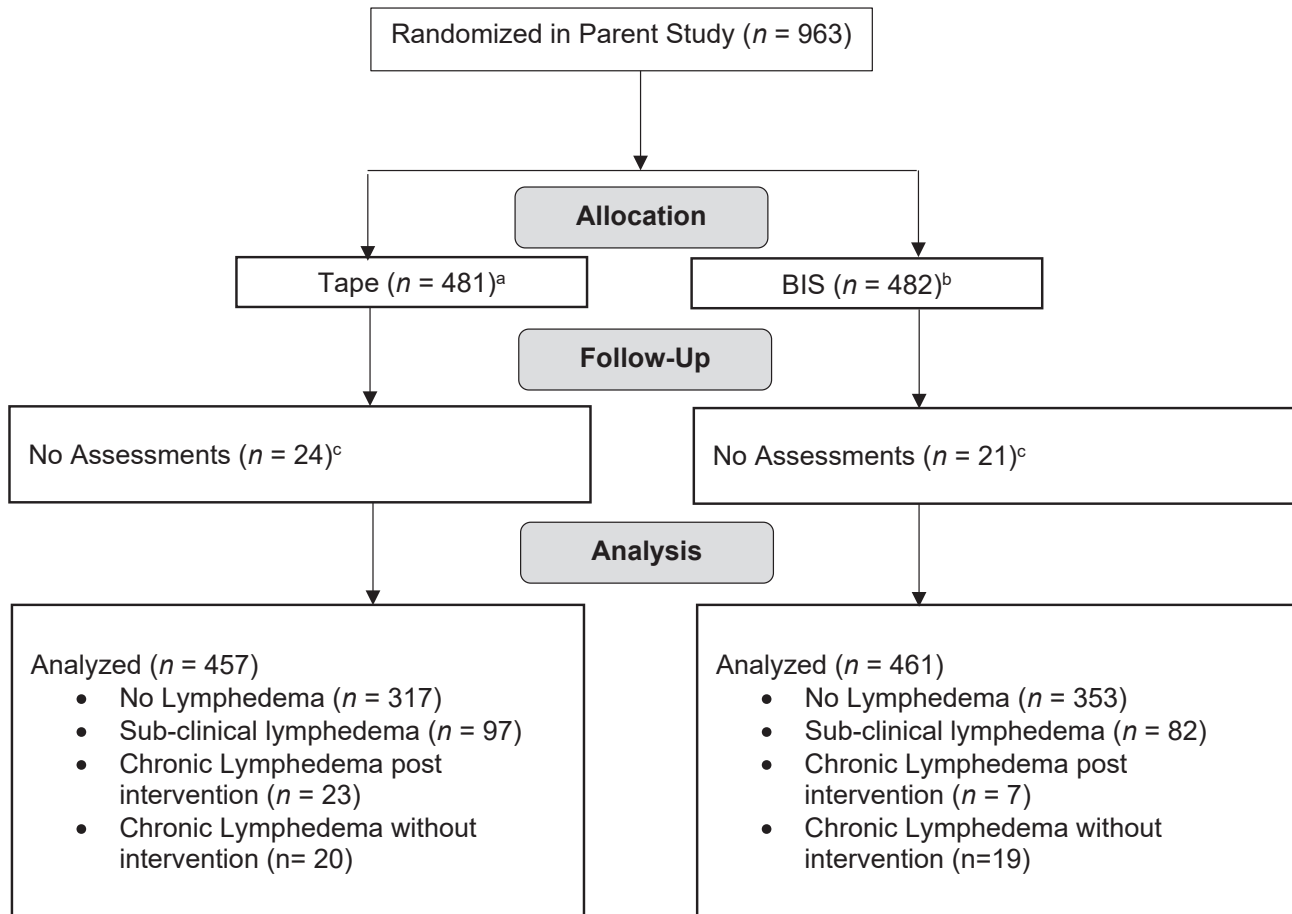 Randomized in Parent Study (n = 963)
Allocation
Tape (n = 481)ᵃ
BIS (n = 482)ᵇ
Follow-Up
No Assessments (n = 24)ᶜ
No Assessments (n = 21)ᶜ
Analysis
Analyzed (n = 457)
• No Lymphedema (n = 317)
• Sub-clinical lymphedema (n = 97)
• Chronic Lymphedema post
intervention (n = 23)
• Chronic Lymphedema without
intervention (n= 20)
Analyzed (n = 461)
• No Lymphedema (n = 353)
• Sub-clinical lymphedema (n = 82)
• Chronic Lymphedema post
intervention (n = 7)
• Chronic Lymphedema without
intervention (n=19)